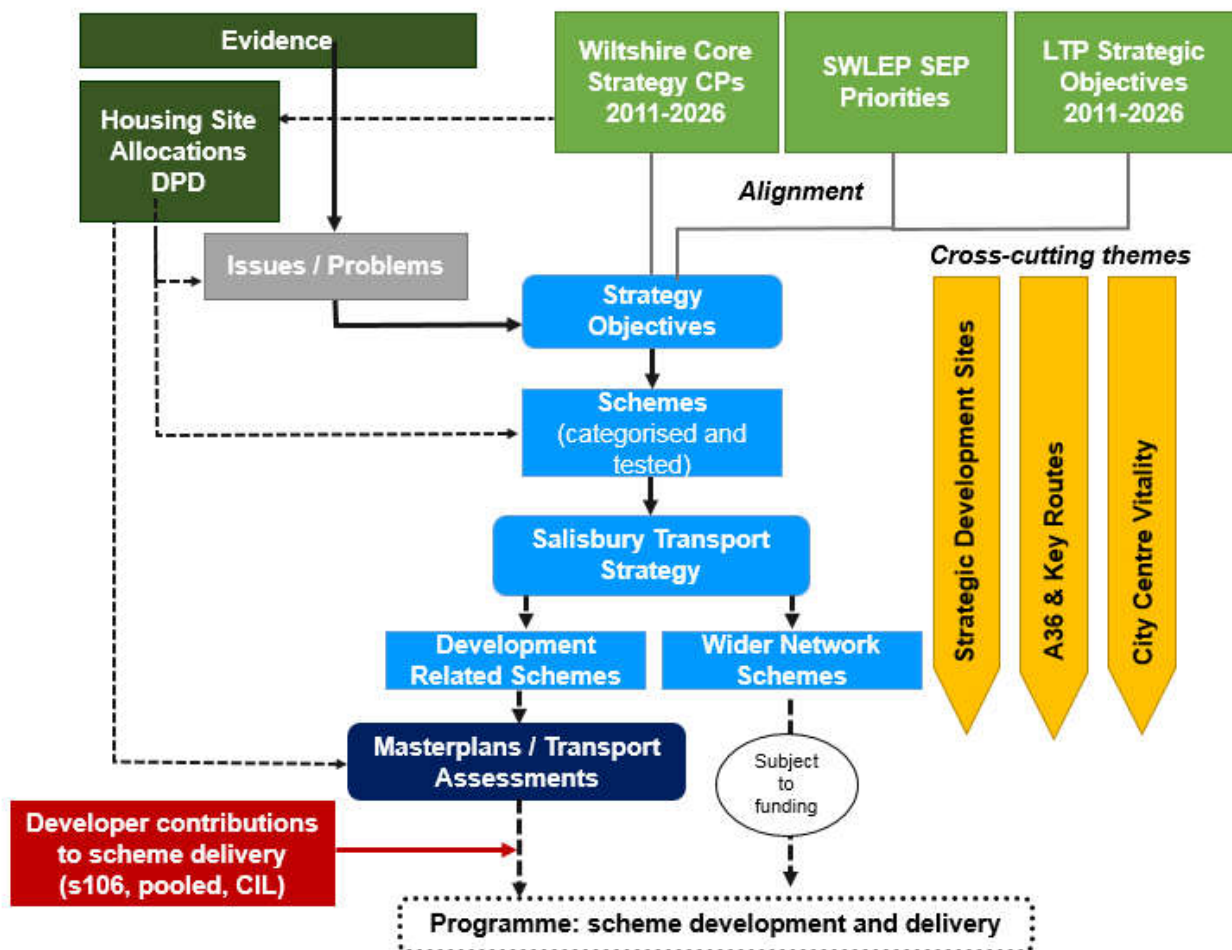 Evidence
Wiltshire Core
Strategy CPs
2011-2026
SWLEP SEP
Priorities
LTP Strategic
Objectives
2011-2026
Housing Site
Allocations
DPD
Alignment
Issues / Problems
Cross-cutting themes
Strategy
Objectives
Strategic Development Sites
A36 & Key Routes
City Centre Vitality
Schemes
(categorised and
tested)
Salisbury Transport
Strategy
Development
Related Schemes
Wider Network
Schemes
Masterplans / Transport
Assessments
Subject
to
funding
Developer contributions
to scheme delivery
(s106, pooled, CIL)
Programme: scheme development and delivery